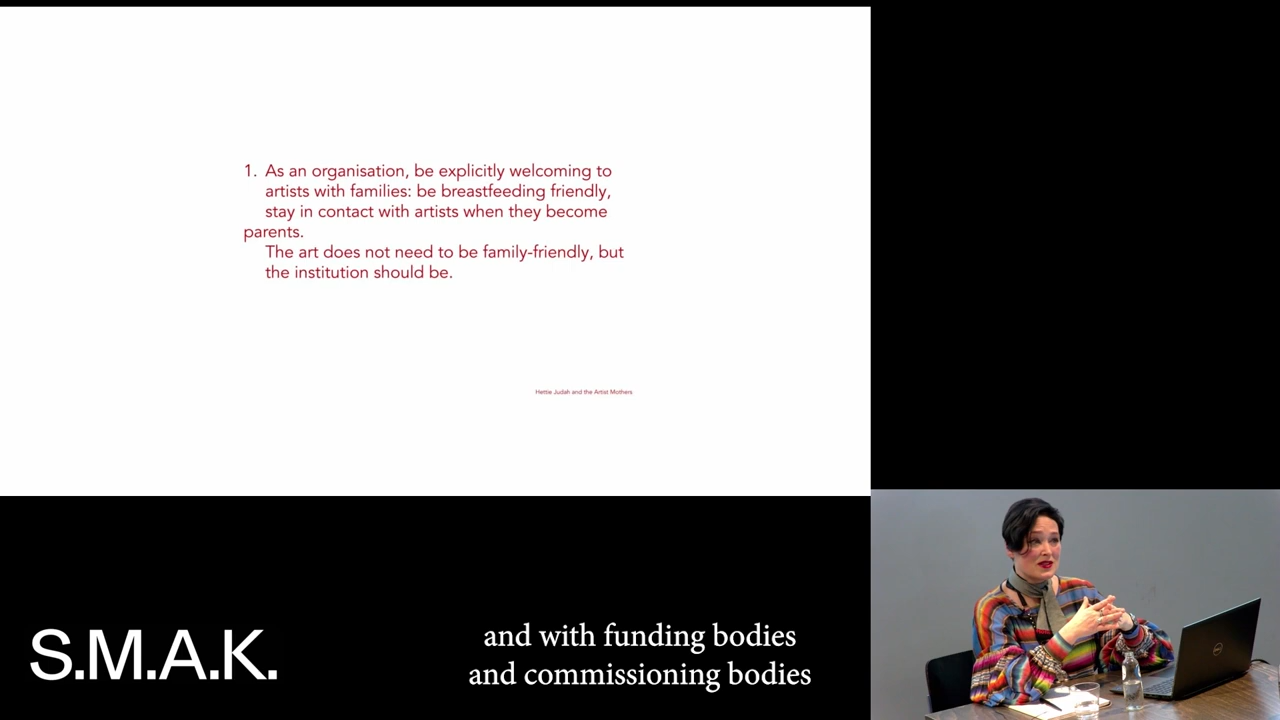 1. As an organisation, be explicitly welcoming to
artists with families: be breastfeeding friendly,
stay in contact with artists when they become
parents.
The art does not need to be family-friendly, but
the institution should be.
Hettie Judah and the Artist Mothers
S.M.A.K.
and with funding bodies
and commissioning bodies
DELL